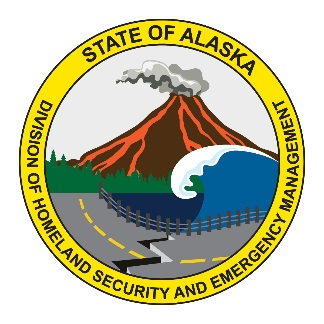 STATE OF ALASKA
DIVISION OF HOMELAND SECURITY AND EMERGENCY MANAGEMENT